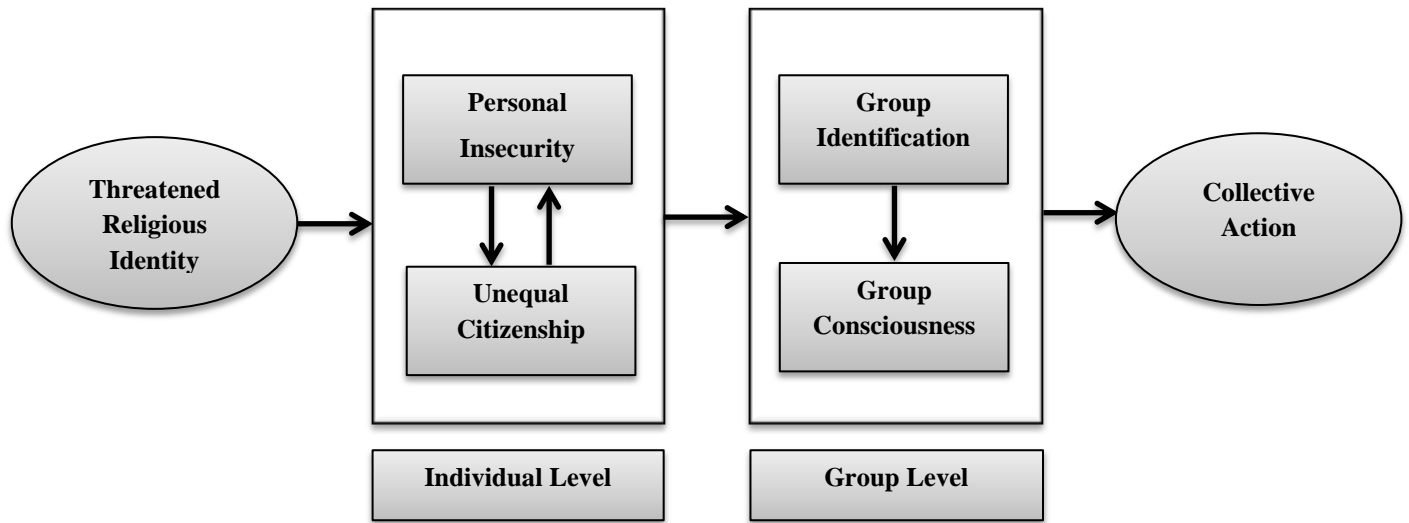 Threatened
Religious
Identity
Personal
Insecurity
Unequal
Citizenship
Individual Level
Group
Identification
Group
Consciousness
Group Level
Collective
Action